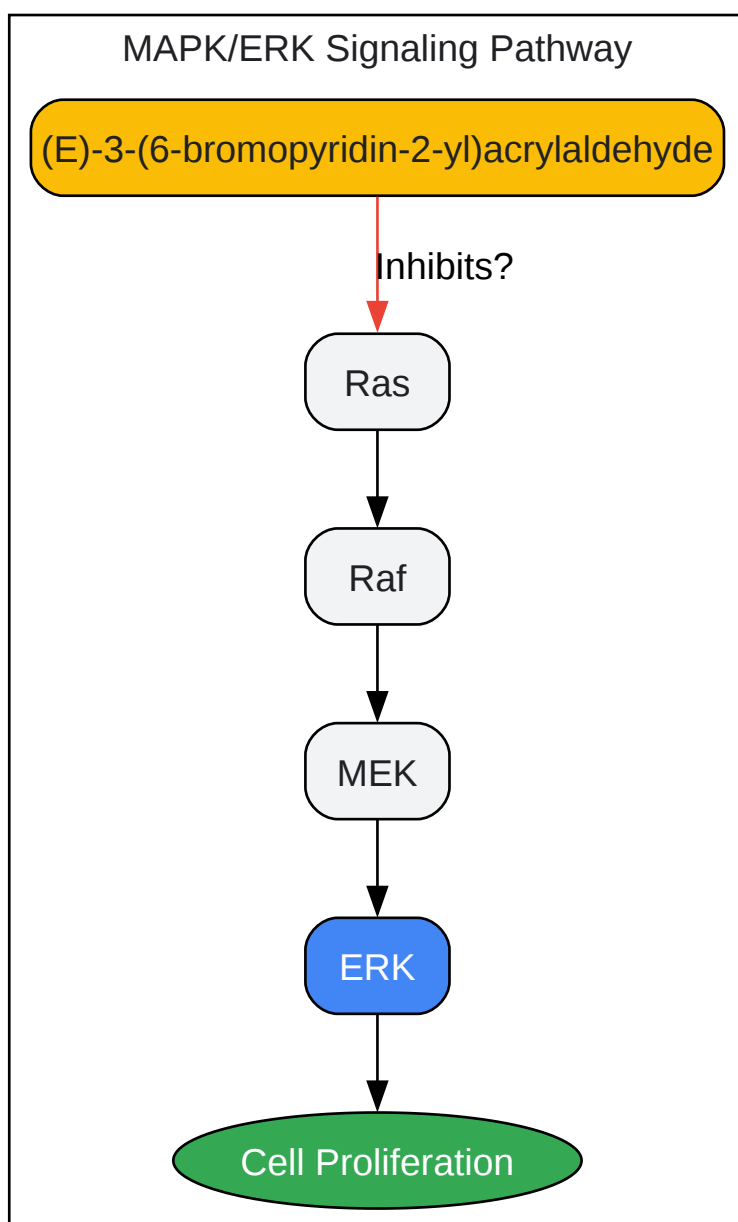 MAPK/ERK Signaling Pathway
(E)-3-(6-bromopyridin-2-yl)acrylaldehyde
Inhibits?
Ras
Raf
MEK
ERK
Cell Proliferation